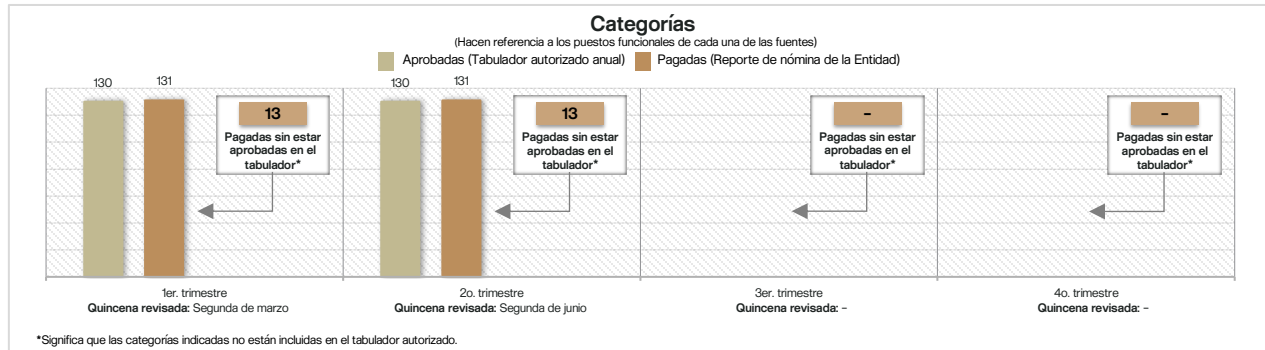 Categorías
(Hacen referencia a los puestos funcionales de cada una de las fuentes)
Aprobadas (Tabulador autorizado anual) Pagadas (Reporte de nómina de la Entidad)
130 131
13
Pagadas sin estar
aprobadas en el
tabulador*
130 131
13
Pagadas sin estar
aprobadas en el
tabulador*
–
Pagadas sin estar
aprobadas en el
tabulador*
–
Pagadas sin estar
aprobadas en el
tabulador*
1er. trimestre
Quincena revisada: Segunda de marzo
2o. trimestre
Quincena revisada: Segunda de junio
3er. trimestre
Quincena revisada: –
4o. trimestre
Quincena revisada: –
*Significa que las categorías indicadas no están incluidas en el tabulador autorizado.